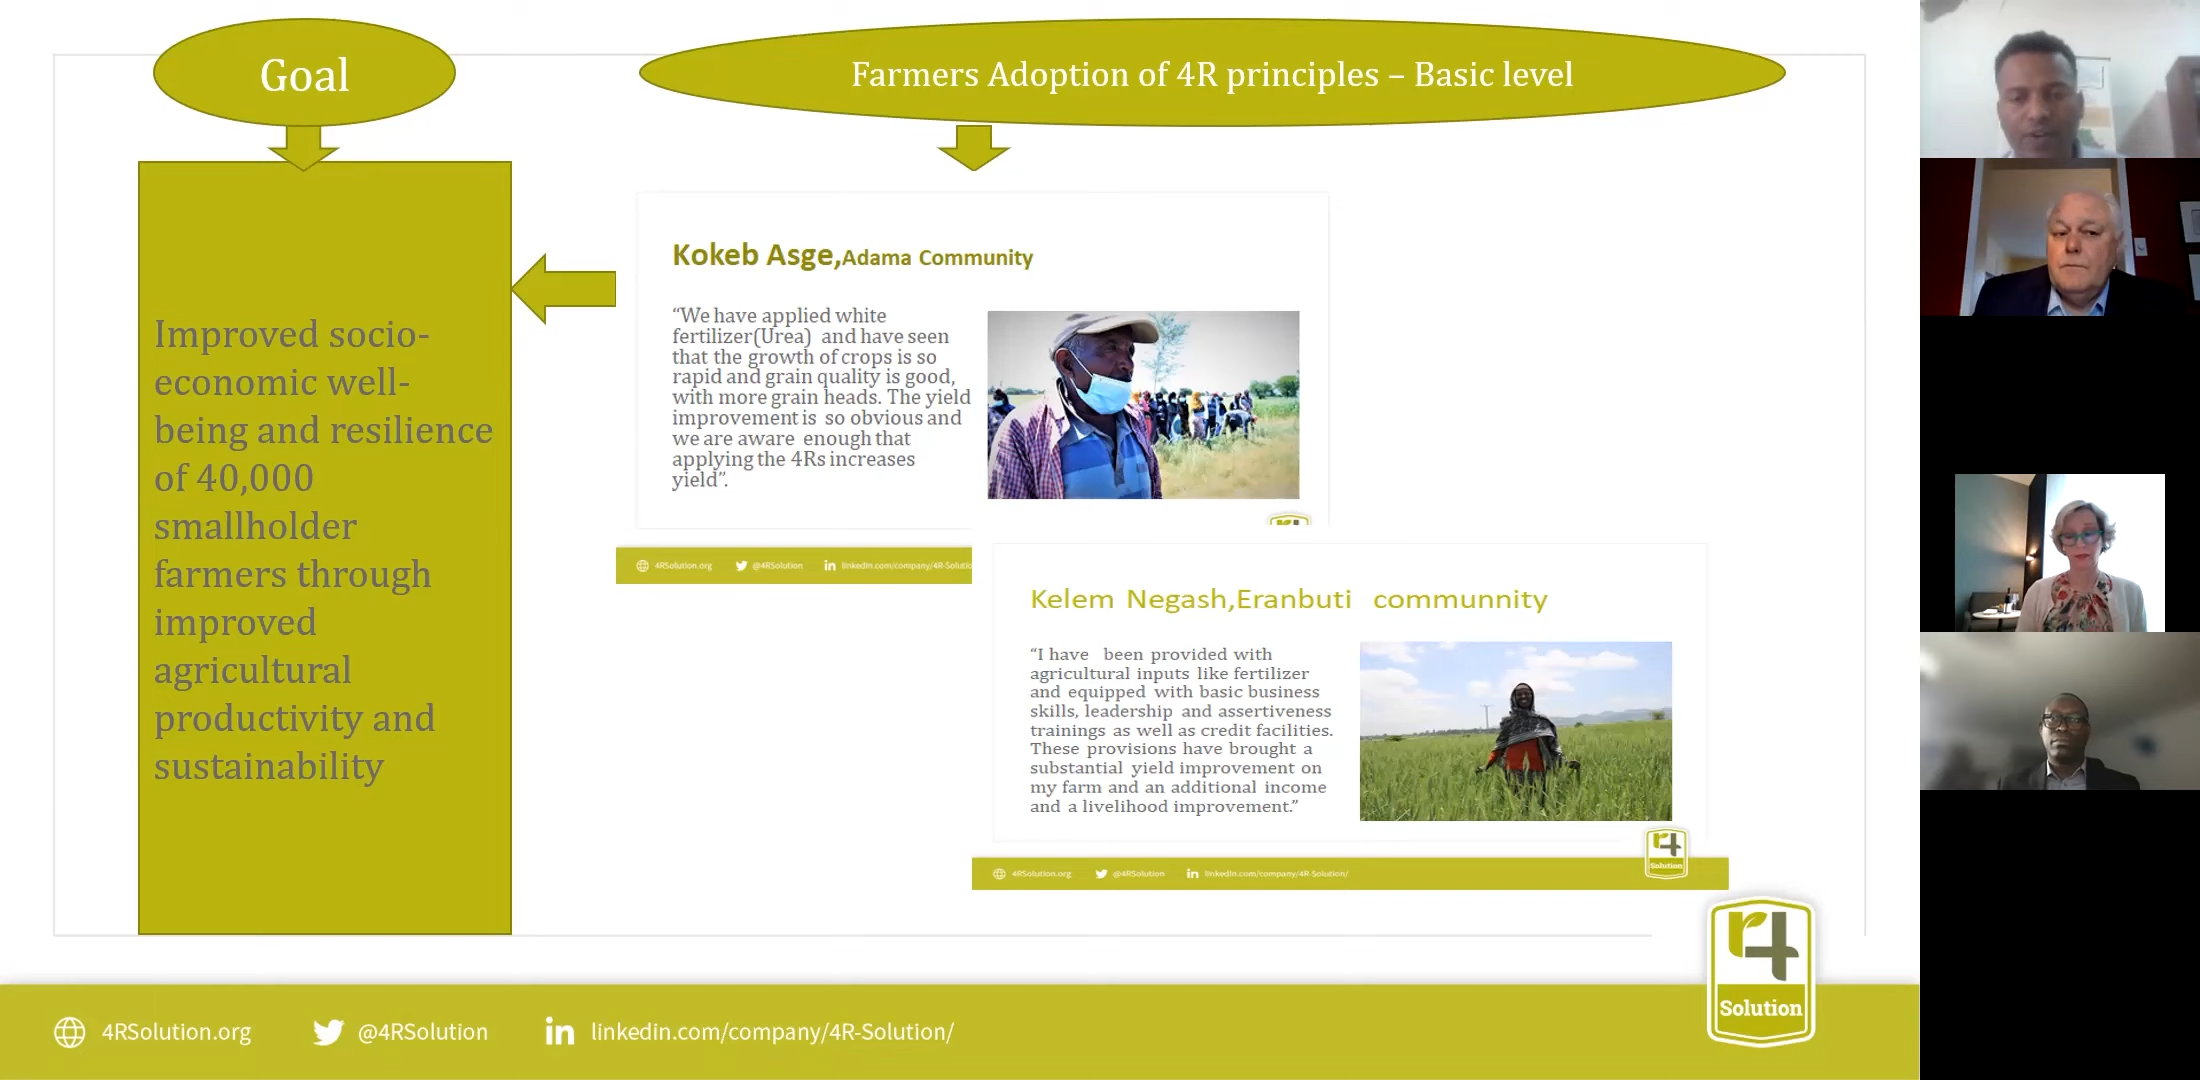 Goal
Farmers Adoption of 4R principles – Basic level
Improved socio-
economic well-
being and resilience
of 40,000
smallholder
farmers through
improved
agricultural
productivity and
sustainability
Kokeb Asge,Adama Community
“We have applied white
fertilizer(Urea) and have seen
that the growth of crops is so
rapid and grain quality is good,
with more grain heads. The yield
improvement is so obvious and
we are aware enough that
applying the 4Rs increases
yield”.
4RSolution.org @4RSolution linkedin.com/company/4R-Solutio
Kelem Negash,Eranbuti communnity
“I have been provided with
agricultural inputs like fertilizer
and equipped with basic business
skills, leadership and assertiveness
trainings as well as credit facilities.
These provisions have brought a
substantial yield improvement on
my farm and an additional income
and a livelihood improvement.”
r4
Solution
4RSolution.org @4RSolution linkedin.com/company/4R-Solution/
r4
Solution
4RSolution.org @4RSolution linkedin.com/company/4R-Solution/